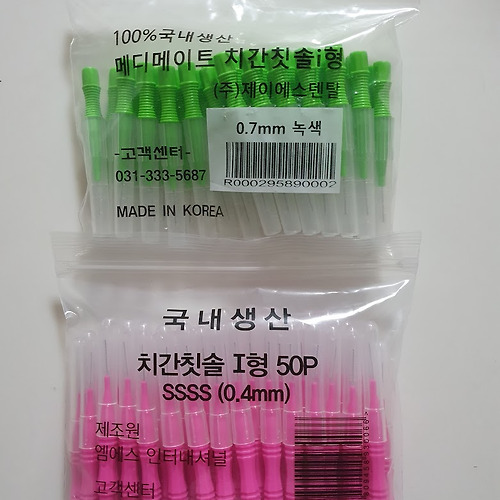 100%국내생산
메디메이트 치간칫솔i형
(주)제이에스덴탈
0.7mm 녹색
-고객센터-
031-333-5687
R000295890002
MADE IN KOREA
국내생산
치간칫솔 I형 50P
SSSS (0.4mm)
제조원
엠에스 인터내셔널
고객센터